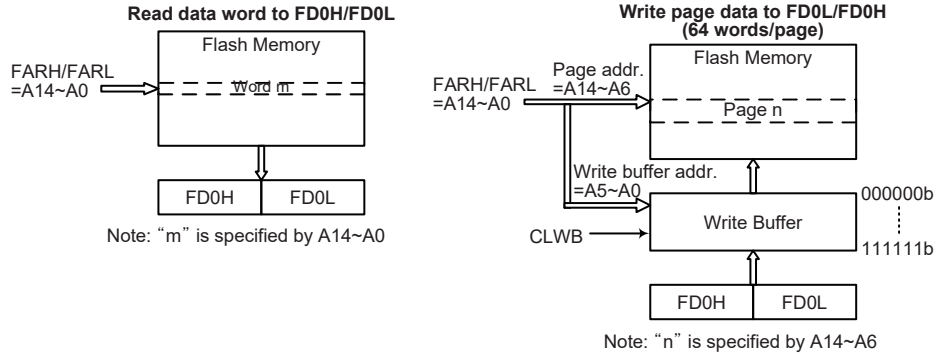 Read data word to FD0H/FD0L
Flash Memory
FARH/FARL
=A14~A0
Word m
FD0H
FD0L
Note: “m” is specified by A14~A0
Write page data to FD0L/FD0H
(64 words/page)
Flash Memory
Page addr.
=A14~A6
FARH/FARL
=A14~A0
Page n
Write buffer addr.
=A5~A0
000000b
Write Buffer
CLWB
111111b
FD0H
FD0L
Note: “n” is specified by A14~A6